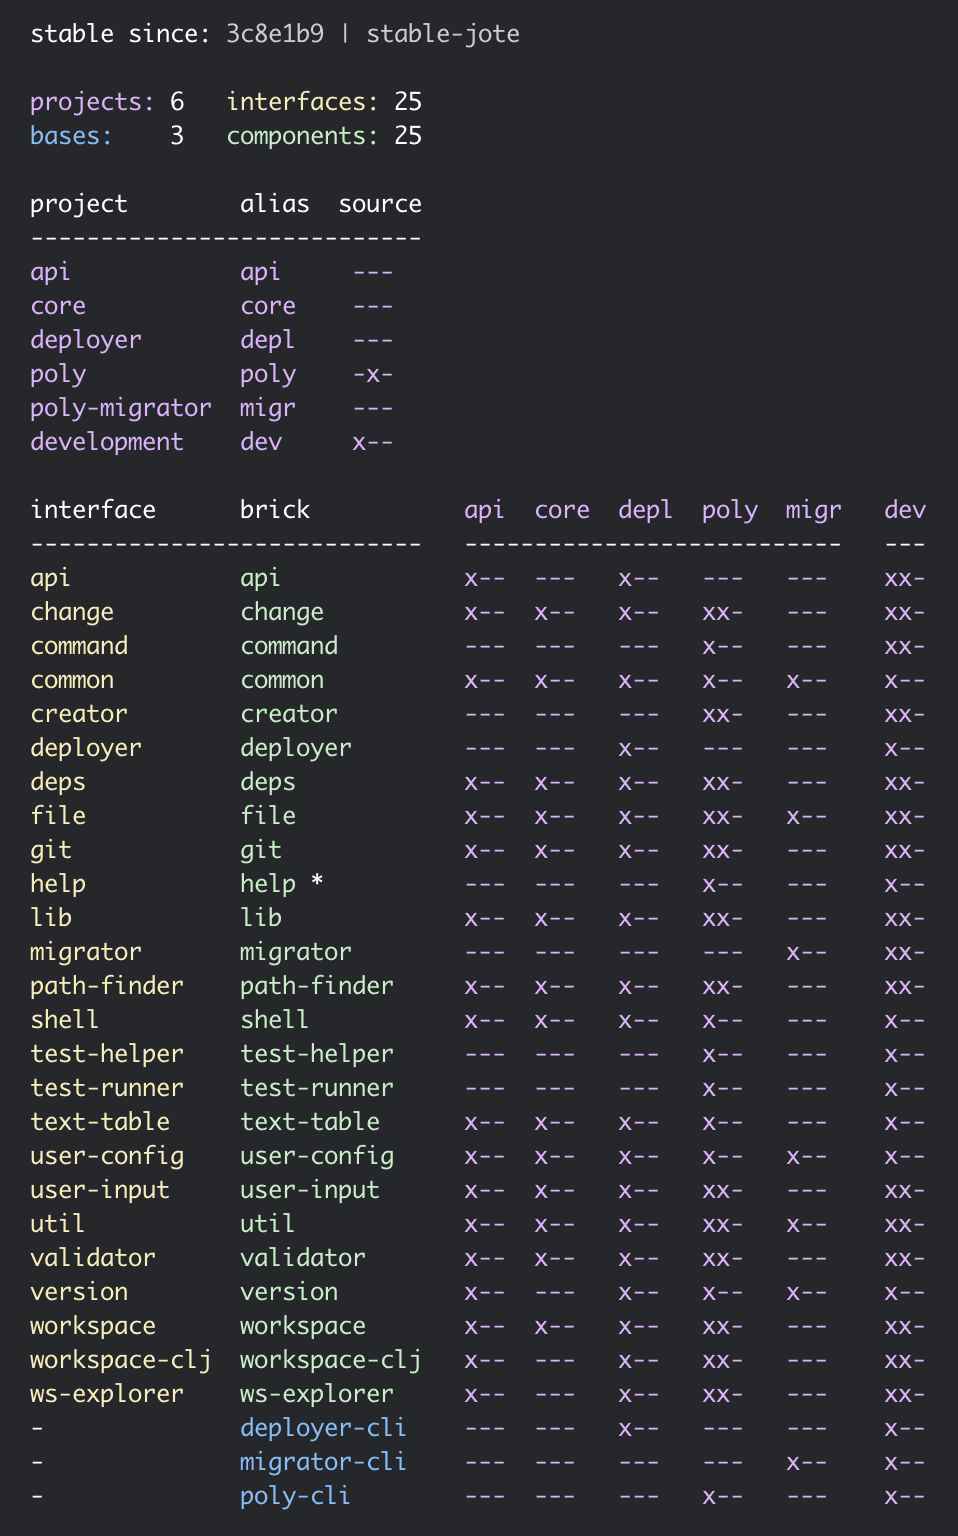 stable since: 3c8e1b9 | stable-jote
projects: 6   interfaces: 25
bases:    3   components: 25
project        alias  source
----------------------------
api            api     ---
core           core    ---
deployer       depl    ---
poly           poly    -x-
poly-migrator  migr    ---
development    dev     x--
interface      brick           api  core  depl  poly  migr   dev
----------------------------   ---------------------------   ---
api            api             x--  ---   x--   ---   ---    xx-
change         change          x--  x--   x--   xx-   ---    xx-
command        command         ---  ---   ---   x--   ---    xx-
common         common          x--  x--   x--   x--   x--    x--
creator        creator         ---  ---   ---   xx-   ---    xx-
deployer       deployer        ---  ---   x--   ---   ---    x--
deps           deps            x--  x--   x--   xx-   ---    xx-
file           file            x--  x--   x--   xx-   x--    xx-
git            git             x--  x--   x--   xx-   ---    xx-
help           help *          ---  ---   ---   x--   ---    x--
lib            lib             x--  x--   x--   xx-   ---    xx-
migrator       migrator        ---  ---   ---   ---   x--    xx-
path-finder    path-finder     x--  x--   x--   xx-   ---    xx-
shell          shell           x--  x--   x--   x--   ---    x--
test-helper    test-helper     ---  ---   ---   x--   ---    x--
test-runner    test-runner     ---  ---   ---   x--   ---    x--
text-table     text-table      x--  x--   x--   x--   ---    x--
user-config    user-config     x--  x--   x--   x--   x--    x--
user-input     user-input      x--  x--   x--   xx-   ---    xx-
util           util            x--  x--   x--   xx-   x--    xx-
validator      validator       x--  x--   x--   xx-   ---    xx-
version        version         x--  ---   x--   x--   x--    x--
workspace      workspace       x--  x--   x--   xx-   ---    xx-
workspace-clj  workspace-clj   x--  ---   x--   xx-   ---    xx-
ws-explorer    ws-explorer     x--  ---   x--   xx-   ---    xx-
-              deployer-cli    ---  ---   x--   ---   ---    x--
-              migrator-cli    ---  ---   ---   ---   x--    x--
-              poly-cli        ---  ---   ---   x--   ---    x--